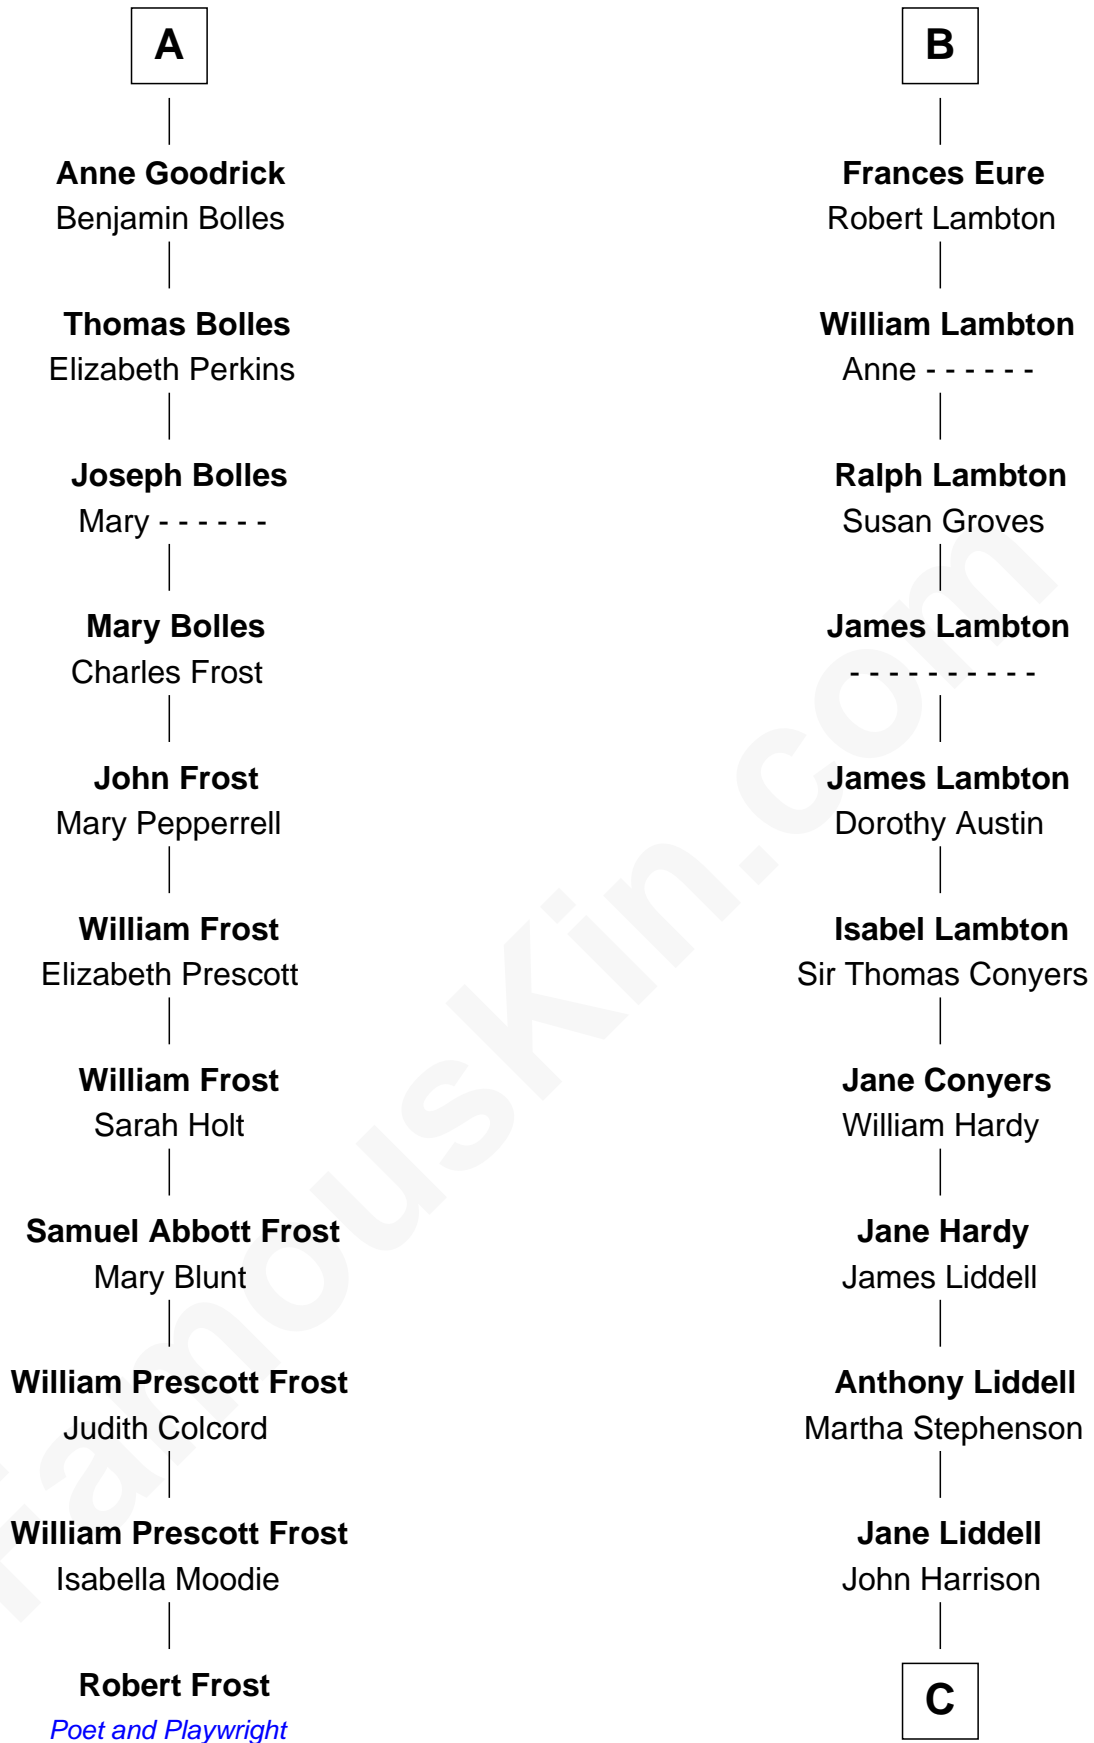 A
Anne Goodrick
Benjamin Bolles
Thomas Bolles
Elizabeth Perkins
Joseph Bolles
Mary - - - - - -
Mary Bolles
Charles Frost
John Frost
Mary Pepperrell
William Frost
Elizabeth Prescott
William Frost
Sarah Holt
Samuel Abbott Frost
Mary Blunt
William Prescott Frost
Judith Colcord
William Prescott Frost
Isabella Moodie
Robert Frost
Poet and Playwright
B
Frances Eure
Robert Lambton
William Lambton
Anne - - - - - -
Ralph Lambton
Susan Groves
James Lambton
- - - - - - - - - -
James Lambton
Dorothy Austin
Isabel Lambton
Sir Thomas Conyers
Jane Conyers
William Hardy
Jane Hardy
James Liddell
Anthony Liddell
Martha Stephenson
Jane Liddell
John Harrison
C
FamousKin.com